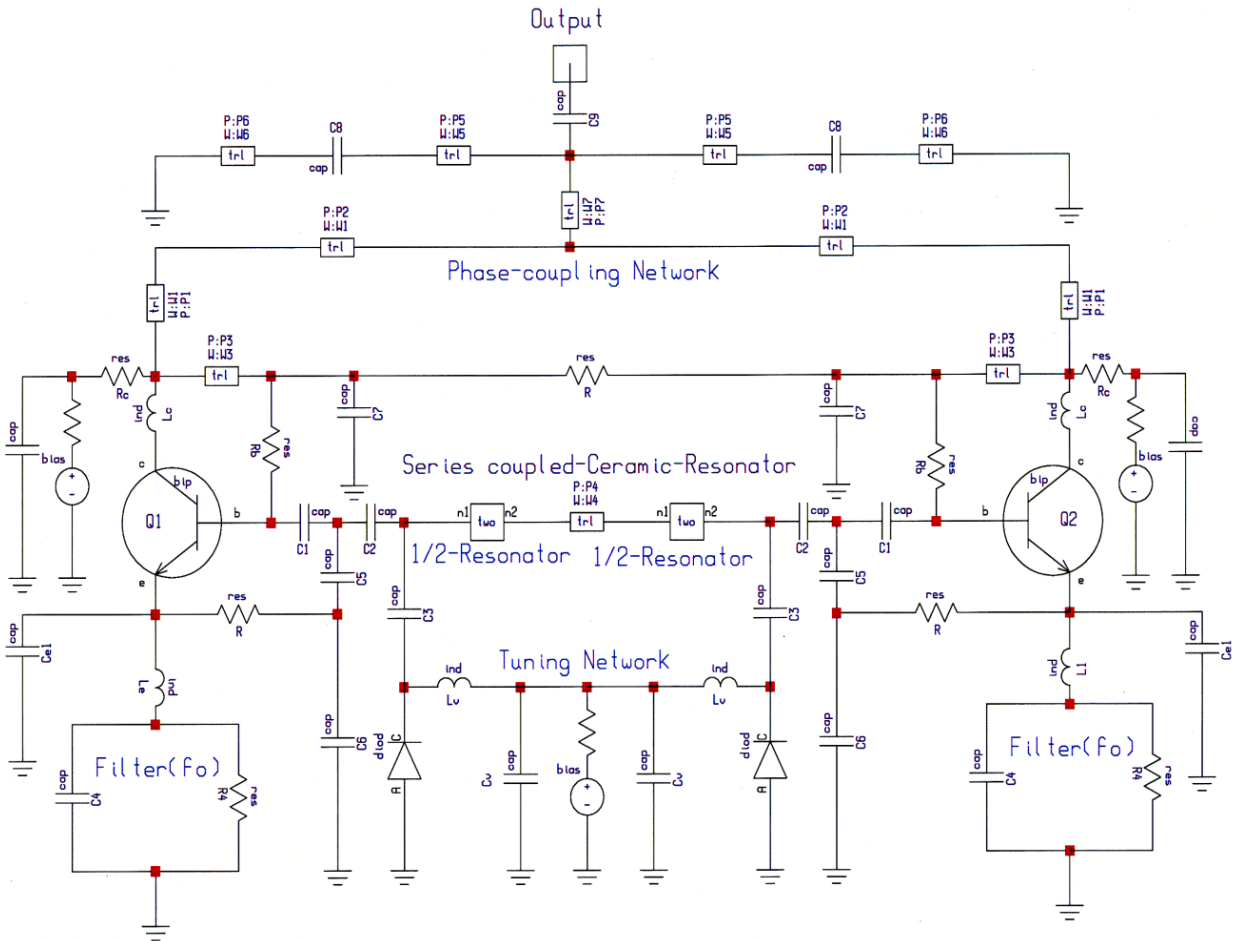 Output
cap
C9
P:P6
W:W6
trl
C8
cap
P:P5
W:W5
trl
P:P5
W:W5
trl
C8
cap
P:P6
W:W6
trl
trl
W:W7
P:P7
P:P2
W:W1
trl
P:P2
W:W1
trl
Phase-coupling Network
trl
W:W1
P:P1
trl
W:W1
P:P1
res
Rc
P:P3
W:W3
trl
res
R
P:P3
W:W3
trl
res
Rc
cap
bias
+
-
ind
Lc
res
Rb
cap
C7
cap
C7
res
Rb
ind
Lc
bias
+
-
cap
Series coupled-Ceramic-Resonator
c
bip
Q1
b
e
cap
C1
cap
C2
n1
two
n2
P:P4
W:W4
trl
n1
two
n2
cap
C2
cap
C1
b
c
bip
Q2
e
1/2-Resonator
1/2-Resonator
cap
C5
cap
C5
cap
Ce1
res
R
cap
C3
cap
C3
res
R
cap
Ce1
Tuning Network
ind
Le
ind
Lv
ind
Lv
ind
L1
Filter(fo)
cap
C4
R4
res
cap
C6
diod
C
A
cap
Cv
bias
+
-
cap
Cv
diod
C
A
cap
C6
Filter(fo)
cap
C4
R4
res